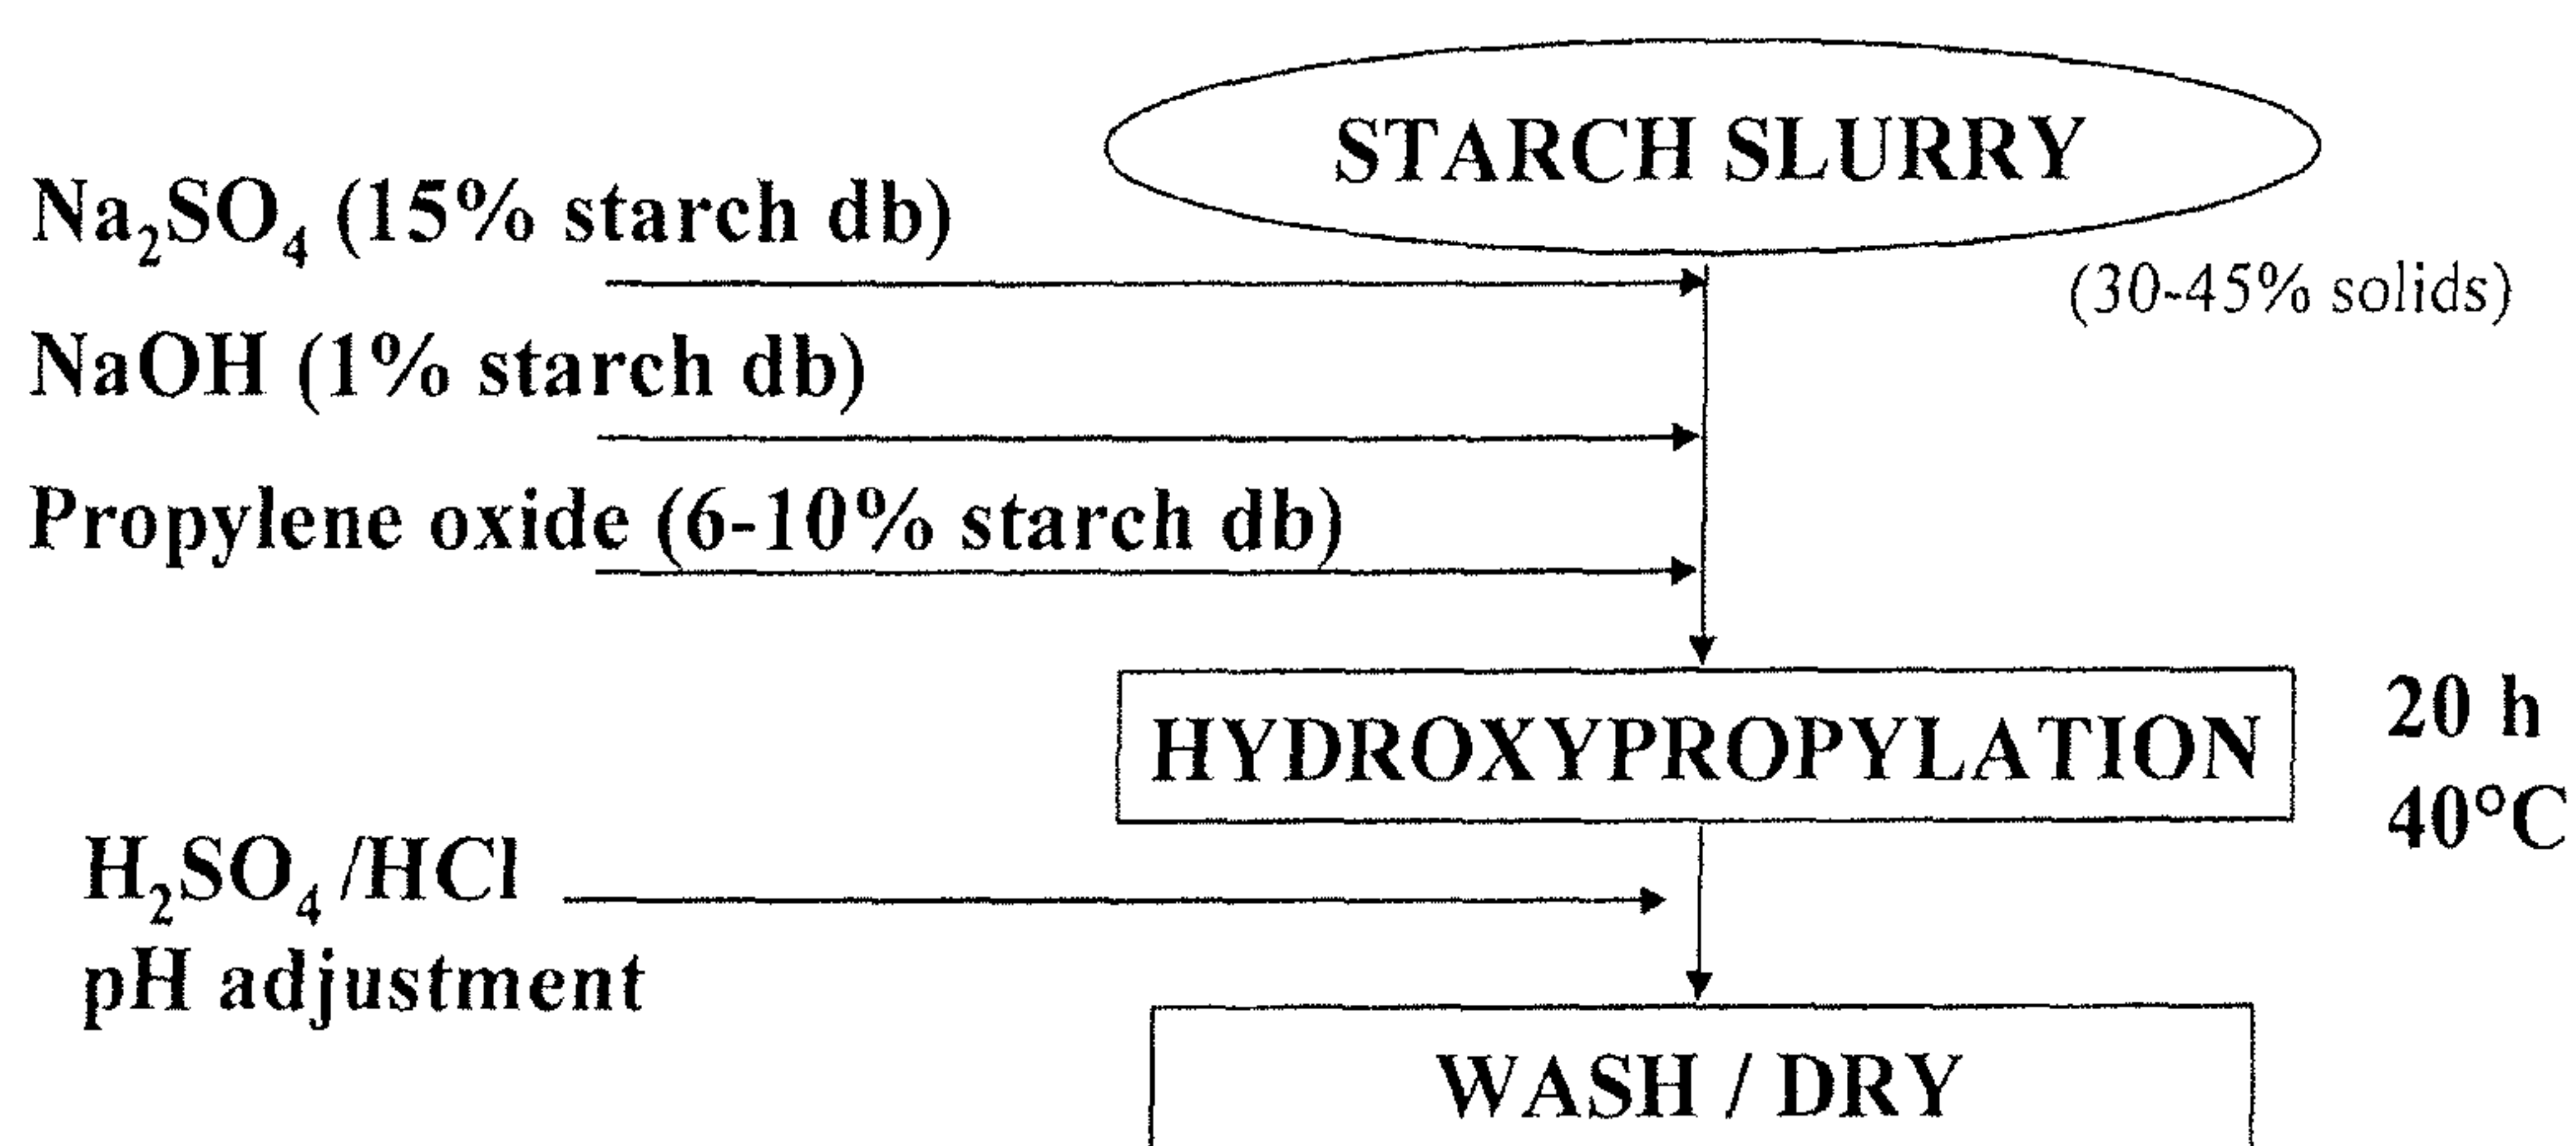 STARCH SLURRY
Na₂SO₄ (15% starch db)
(30-45% solids)
NaOH (1% starch db)
Propylene oxide (6-10% starch db)
HYDROXYPROPYLATION
20 h
40°C
H₂SO₄ /HCl
pH adjustment
WASH / DRY